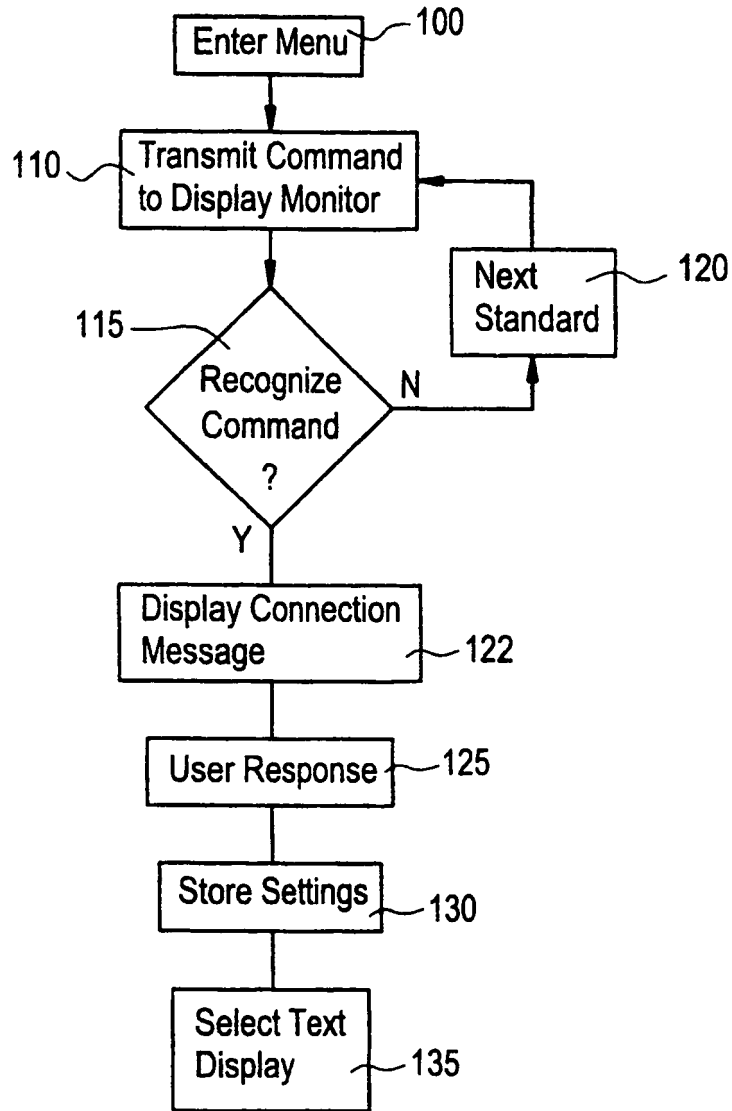 Enter Menu
100
110
Transmit Command
to Display Monitor
120
Next
Standard
115
Recognize
Command
?
N
Y
Display Connection
Message
122
User Response
125
Store Settings
130
Select Text
Display
135